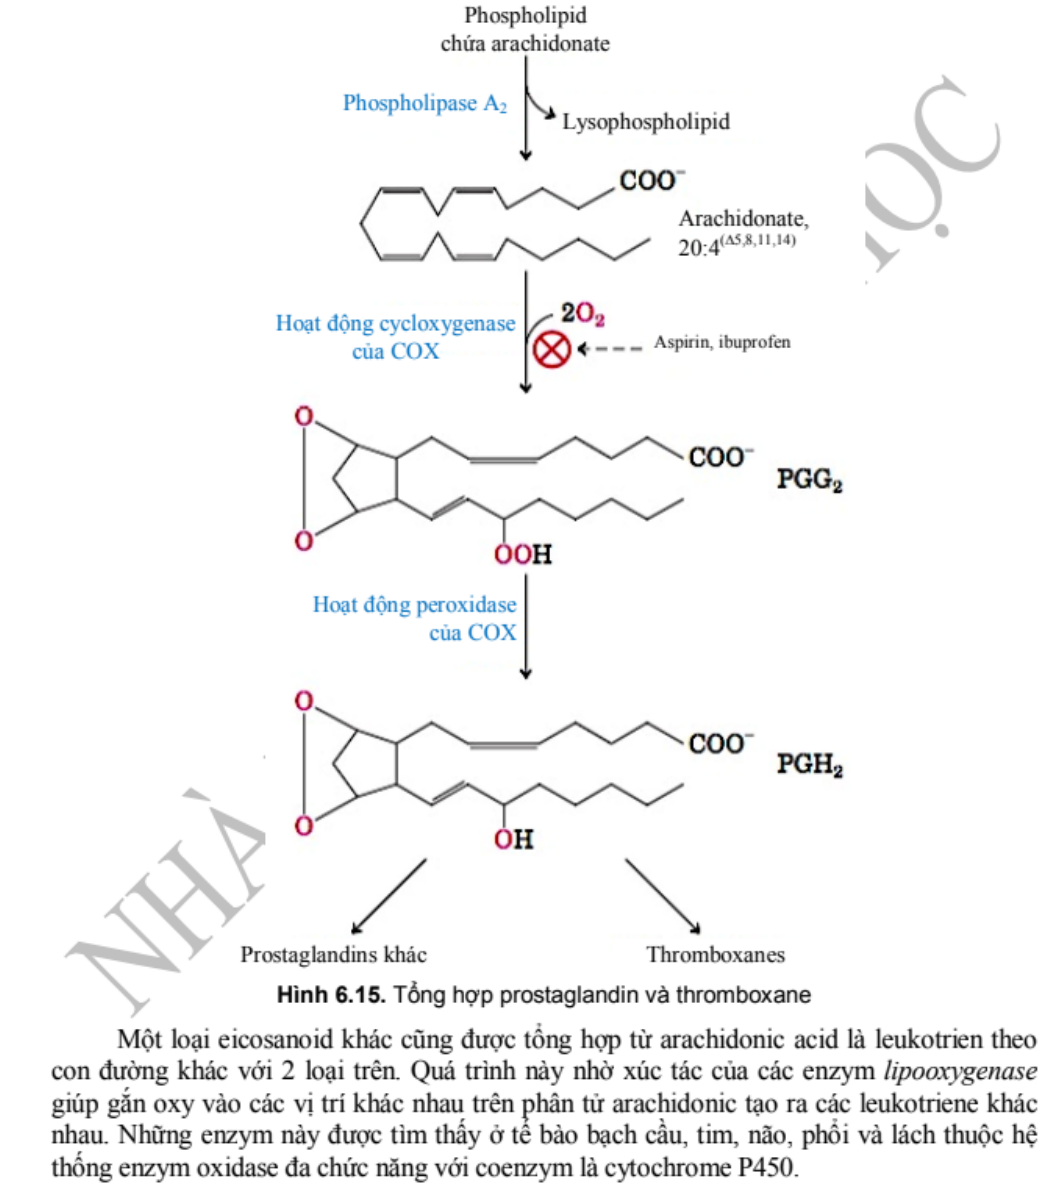 Phospholipid
chứa arachidonate
Phospholipase A₂
Lysophospholipid
COO⁻
Arachidonate,
20:4(Δ5,8,11,14)
2O₂
Hoạt động cycloxygenase
của COX
Aspirin, ibuprofen
O
COO⁻
PGG₂
O
OOH
Hoạt động peroxidase
của COX
O
COO⁻
PGH₂
O
OH
Prostaglandins khác
Thromboxanes
Hình 6.15. Tổng hợp prostaglandin và thromboxane
Một loại eicosanoid khác cũng được tổng hợp từ arachidonic acid là leukotrien theo
con đường khác với 2 loại trên. Quá trình này nhờ xúc tác của các enzym lipooxygenase
giúp gắn oxy vào các vị trí khác nhau trên phân tử arachidonic tạo ra các leukotriene khác
nhau. Những enzym này được tìm thấy ở tế bào bạch cầu, tim, não, phổi và lách thuộc hệ
thống enzym oxidase đa chức năng với coenzym là cytochrome P450.
NHÀ
ỌC